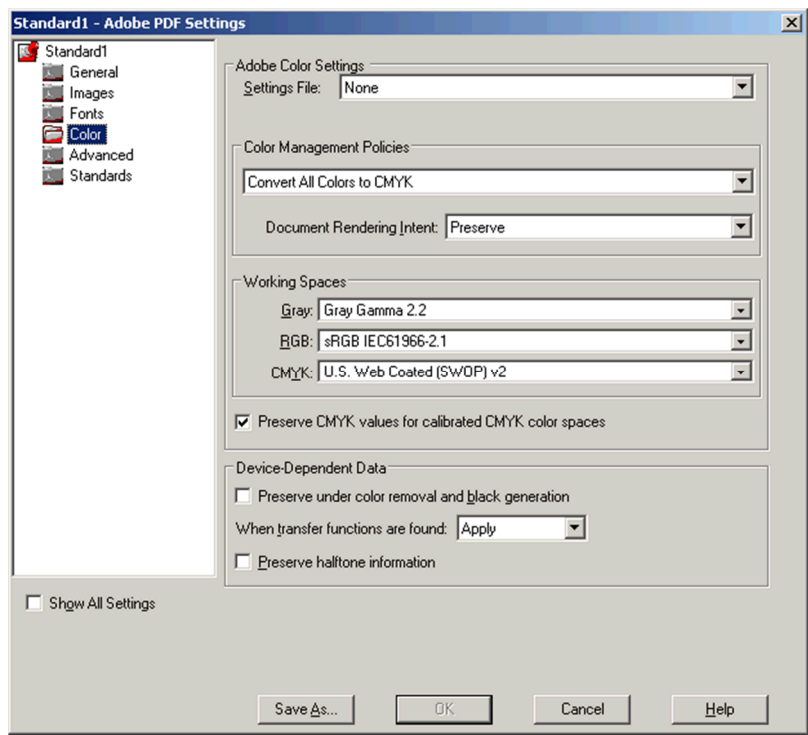 Standard1 - Adobe PDF Settings
Standard1
General
Images
Fonts
Color
Advanced
Standards
Show All Settings
Adobe Color Settings
Settings File: None
Color Management Policies
Convert All Colors to CMYK
Document Rendering Intent: Preserve
Working Spaces
Gray: Gray Gamma 2.2
RGB: sRGB IEC61966-2.1
CMYK: U.S. Web Coated (SWOP) v2
Preserve CMYK values for calibrated CMYK color spaces
Device-Dependent Data
Preserve under color removal and black generation
When transfer functions are found: Apply
Preserve halftone information
Save As... OK Cancel Help